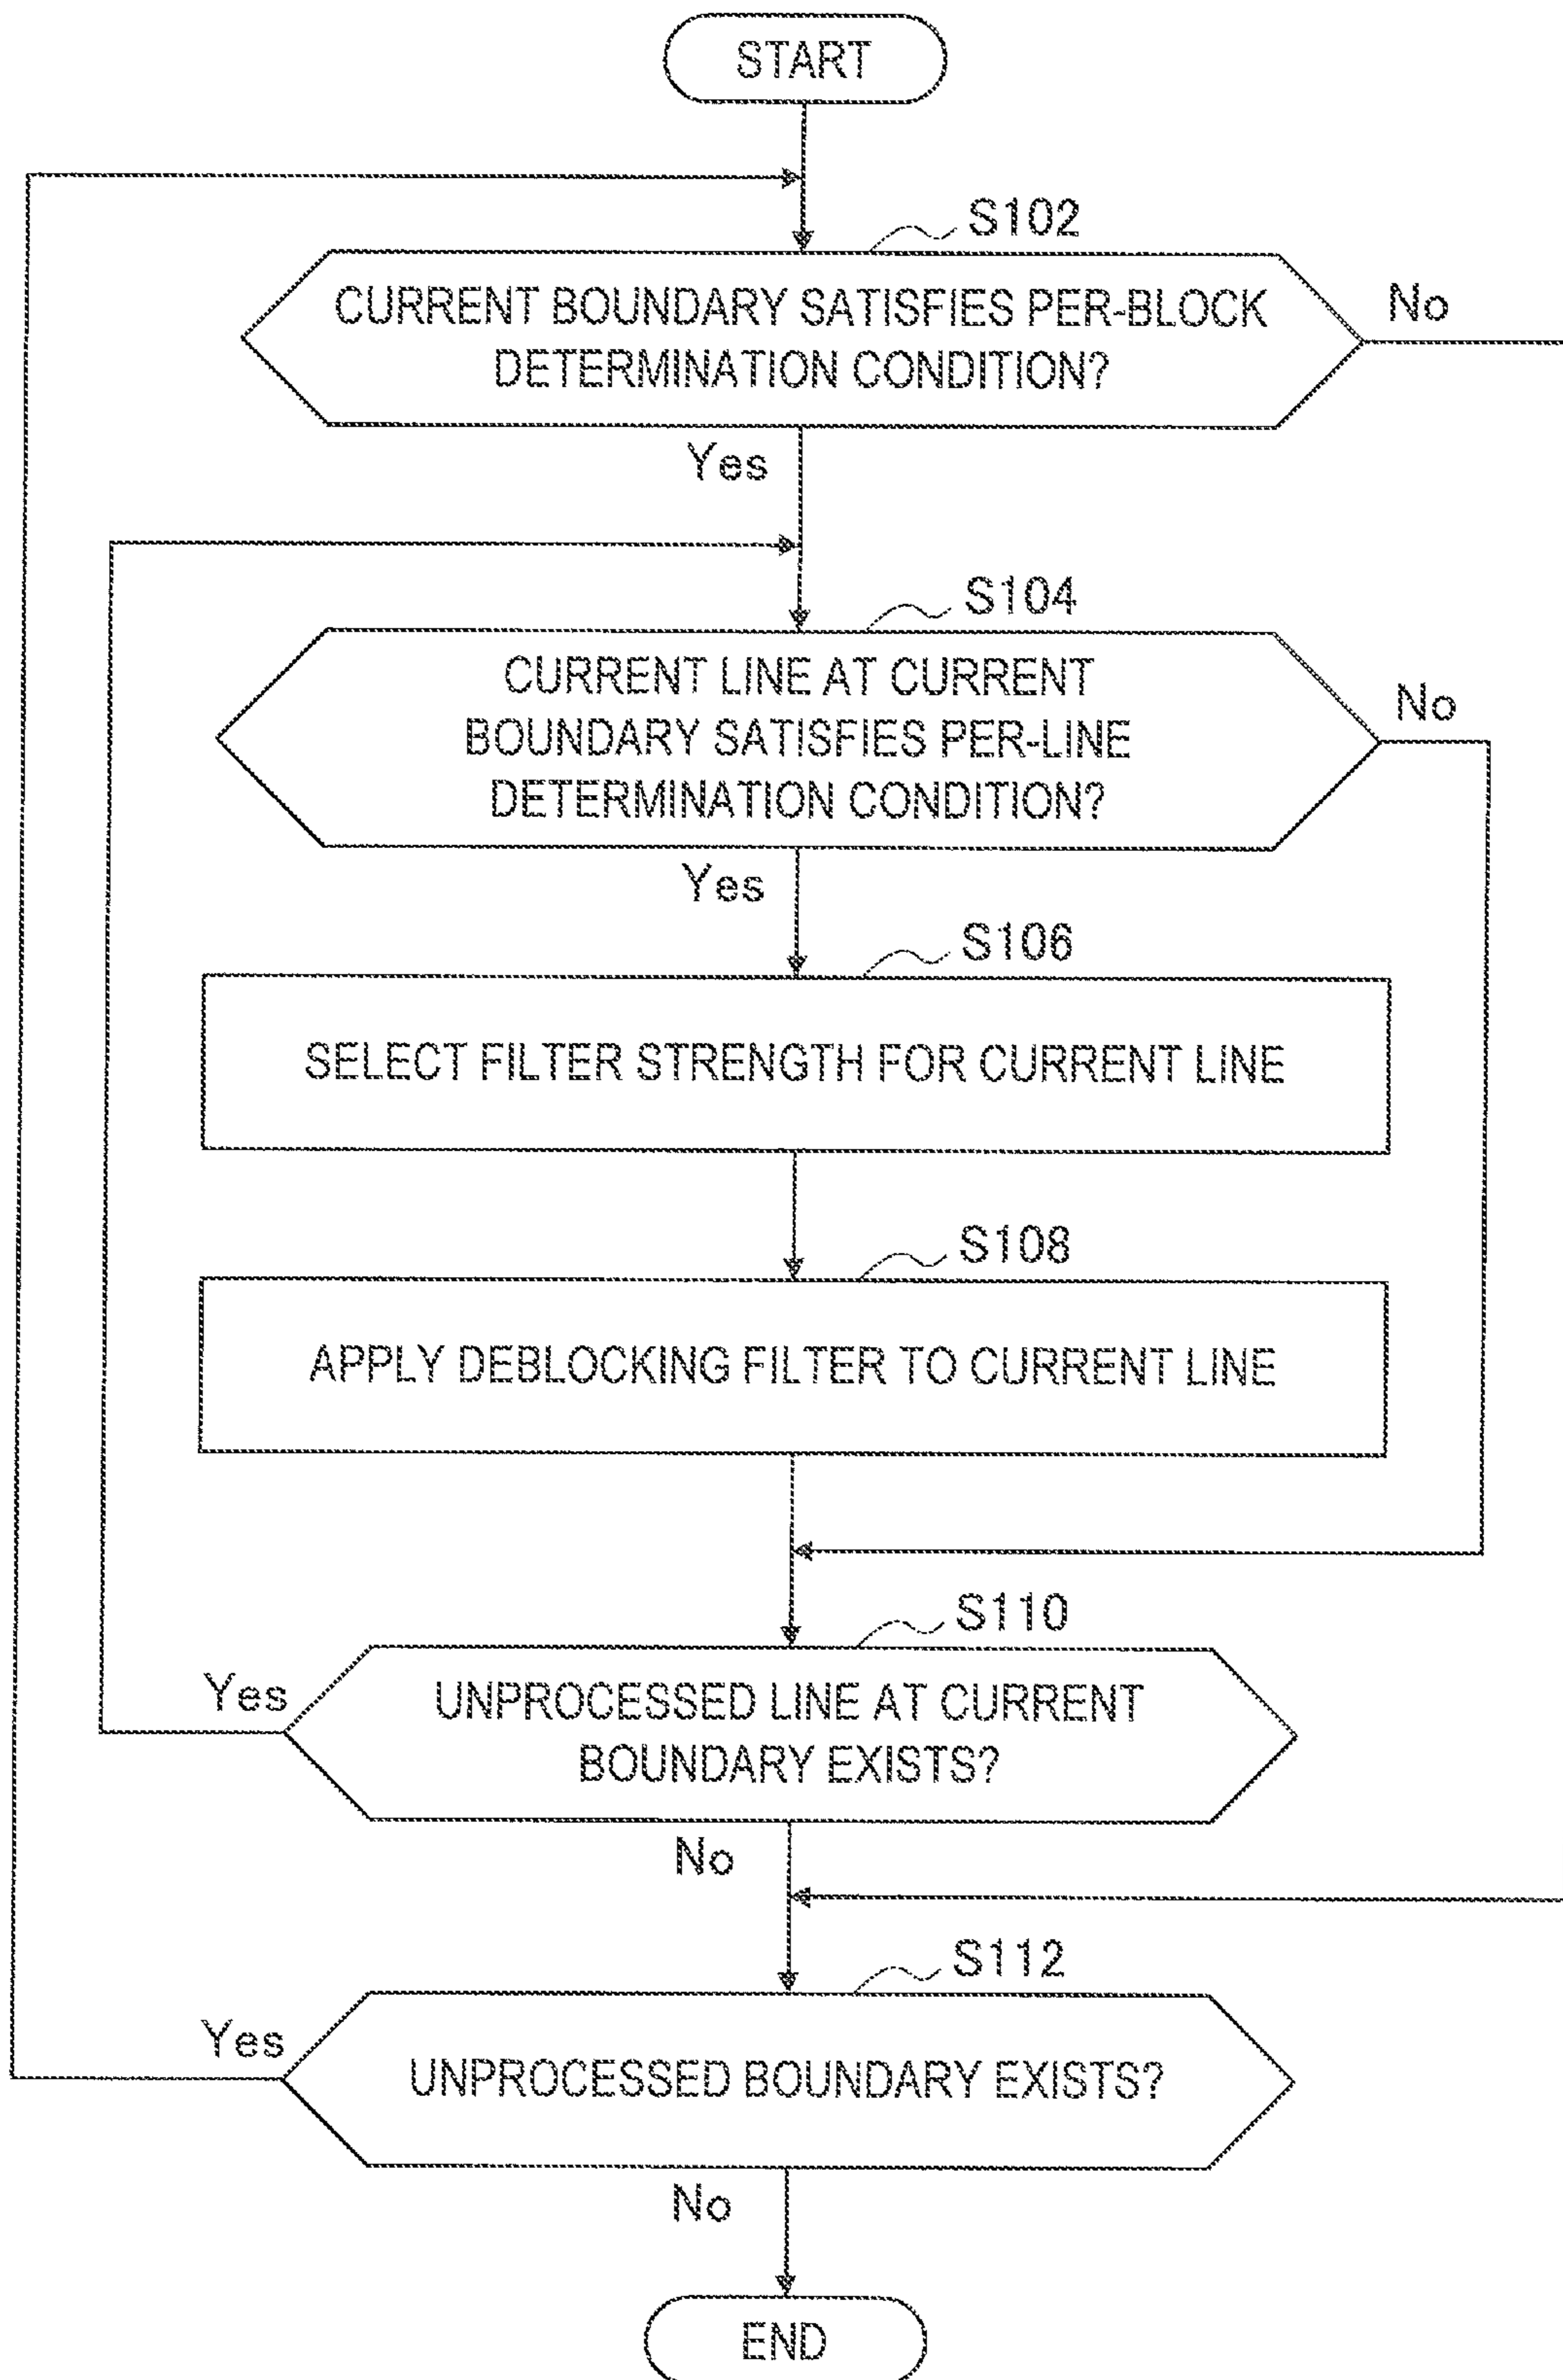 START
S102
CURRENT BOUNDARY SATISFIES PER-BLOCK
DETERMINATION CONDITION?
No
Yes
S104
CURRENT LINE AT CURRENT
BOUNDARY SATISFIES PER-LINE
DETERMINATION CONDITION?
No
Yes
S106
SELECT FILTER STRENGTH FOR CURRENT LINE
S108
APPLY DEBLOCKING FILTER TO CURRENT LINE
S110
Yes
UNPROCESSED LINE AT CURRENT
BOUNDARY EXISTS?
No
S112
Yes
UNPROCESSED BOUNDARY EXISTS?
No
END